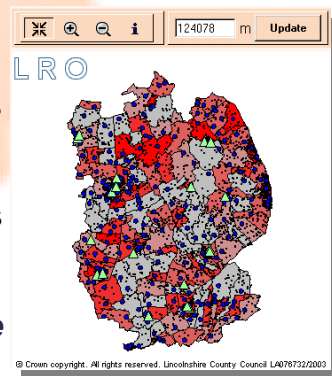 i 124078 m Update
LRO
© Crown copyright. All rights reserved. Lincolnshire County Council LA076732/2003